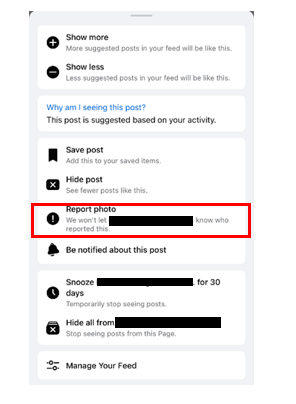 Show more
More suggested posts in your feed will be like this.
Show less
Less suggested posts in your feed will be like this.
Why am I seeing this post?
This post is suggested based on your activity.
Save post
Add this to your saved items.
Hide post
See fewer posts like this.
Report photo
We won't let know who
reported this.
Be notified about this post
Snooze . for 30
days
Temporarily stop seeing posts.
Hide all from
Stop seeing posts from this Page.
Manage Your Feed